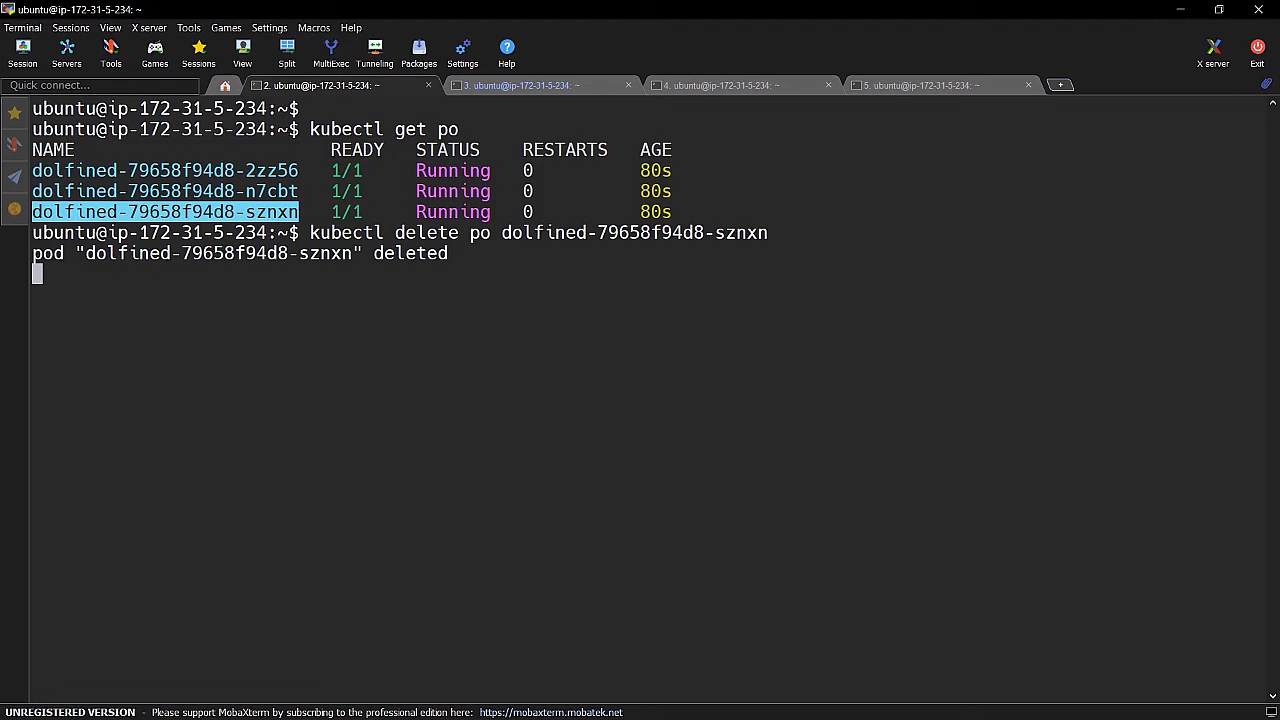 ubuntu@ip-172-31-5-234: ~
Terminal Sessions View X server Tools Games Settings Macros Help
Session Servers Tools Games Sessions View Split MultiExec Tunneling Packages Settings Help X server Exit
Quick connect... 2. ubuntu@ip-172-31-5-234: ~ 3. ubuntu@ip-172-31-5-234: ~ 4. ubuntu@ip-172-31-5-234: ~ 5. ubuntu@ip-172-31-5-234: ~
ubuntu@ip-172-31-5-234:~$
ubuntu@ip-172-31-5-234:~$ kubectl get po
NAME READY STATUS RESTARTS AGE
dolfined-79658f94d8-2zz56 1/1 Running 0 80s
dolfined-79658f94d8-n7cbt 1/1 Running 0 80s
dolfined-79658f94d8-sznxn 1/1 Running 0 80s
ubuntu@ip-172-31-5-234:~$ kubectl delete po dolfined-79658f94d8-sznxn
pod "dolfined-79658f94d8-sznxn" deleted
UNREGISTERED VERSION - Please support MobaXterm by subscribing to the professional edition here: https://mobaxterm.mobatek.net